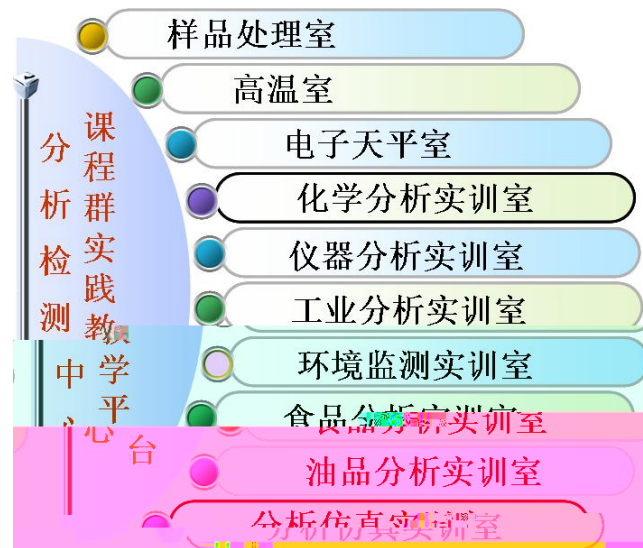 分析检测中心
课程群实践教学平台
样品处理室
高温室
电子天平室
化学分析实训室
仪器分析实训室
工业分析实训室
环境监测实训室
食品分析实训室
油品分析实训室
分析仿真实训室